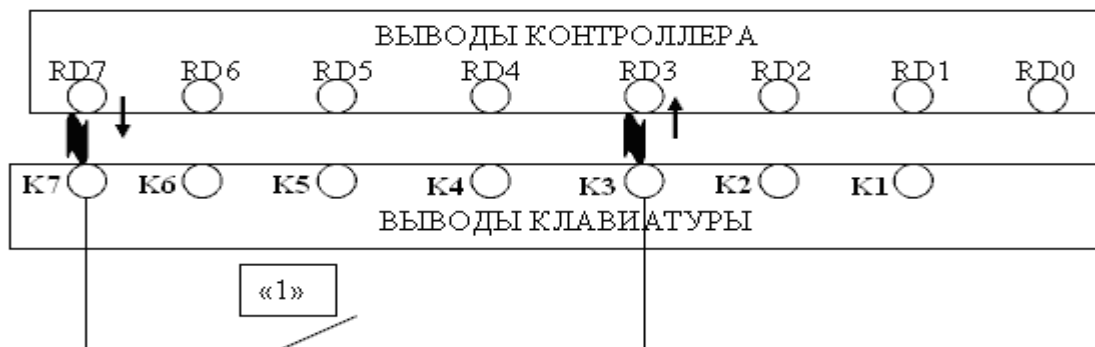 ВЫВОДЫ КОНТРОЛЛЕРА
RD7 RD6 RD5 RD4 RD3 RD2 RD1 RD0
K7 K6 K5 K4 K3 K2 K1
ВЫВОДЫ КЛАВИАТУРЫ
«1»